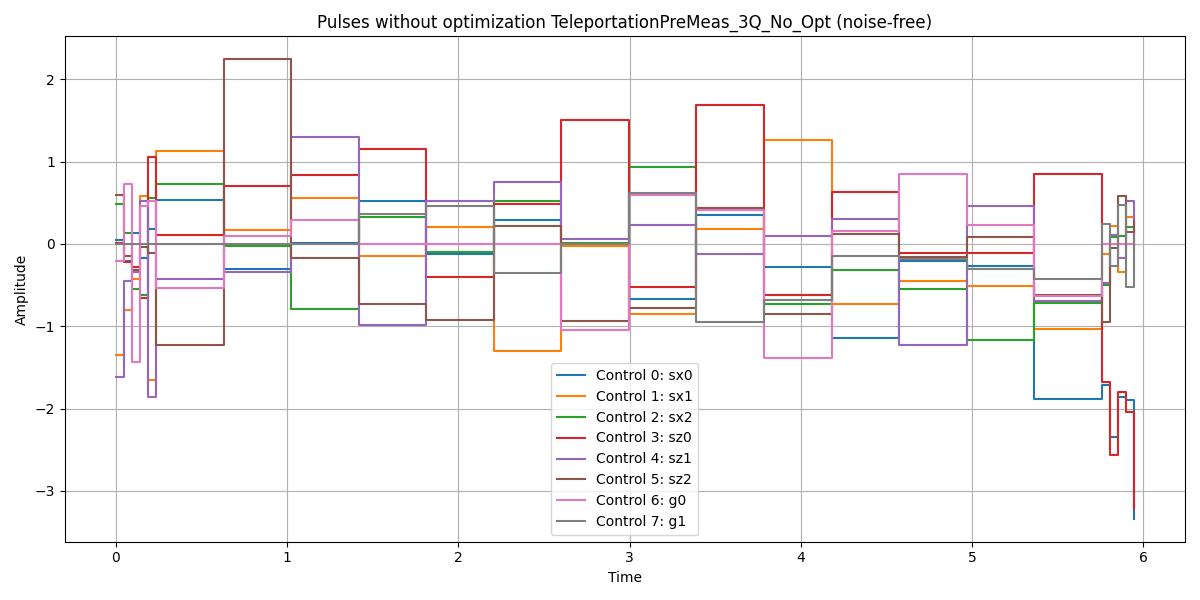 Pulses without optimization TeleportationPreMeas_3Q_No_Opt (noise-free)
Amplitude
2
1
0
−1
−2
−3
Control 0: sx0
Control 1: sx1
Control 2: sx2
Control 3: sz0
Control 4: sz1
Control 5: sz2
Control 6: g0
Control 7: g1
0 1 2 3 4 5 6
Time